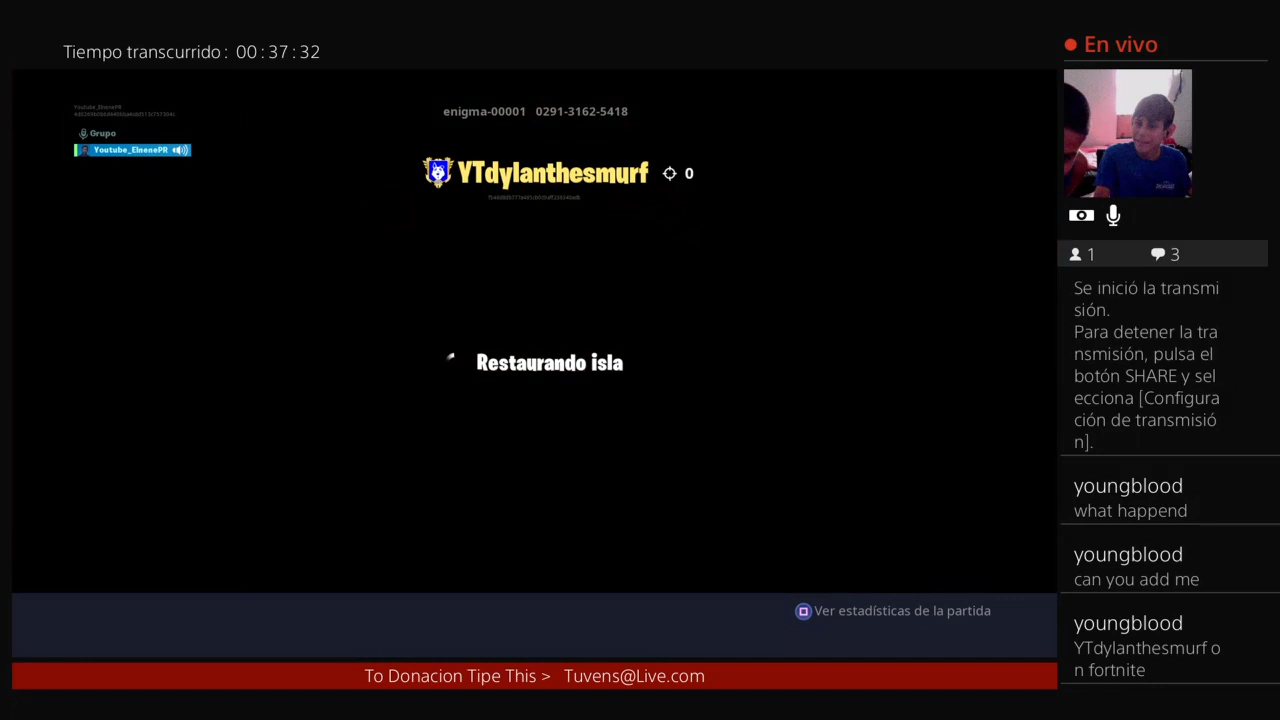 Tiempo transcurrido: 00:37:32
En vivo
Youtube_ElnenePR
Grupo
Youtube_ElnenePR
enigma-00001 0291-3162-5418
YTdylanthesmurf 0
Restaurando isla
Ver estadísticas de la partida
To Donacion Tipe This > Tuvens@Live.com
1 3
Se inició la transmi
sión.
Para detener la tra
nsmisión, pulsa el
botón SHARE y sel
ecciona [Configura
ción de transmisió
n].
youngblood
what happend
youngblood
can you add me
youngblood
YTdylanthesmurf o
n fortnite